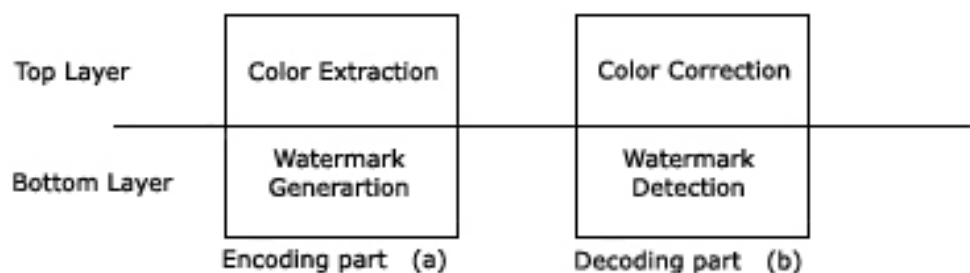 Top Layer
Color Extraction
Color Correction
Bottom Layer
Watermark
Generartion
Watermark
Detection
Encoding part (a)
Decoding part (b)